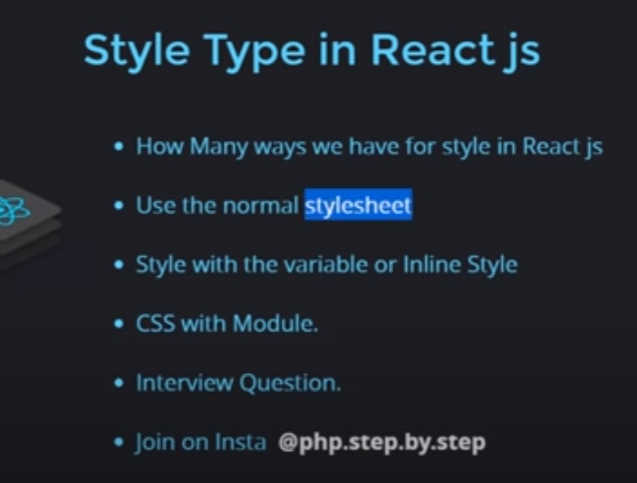 Style Type in React js
• How Many ways we have for style in React js
• Use the normal stylesheet
• Style with the variable or Inline Style
• CSS with Module.
• Interview Question.
• Join on Insta @php.step.by.step